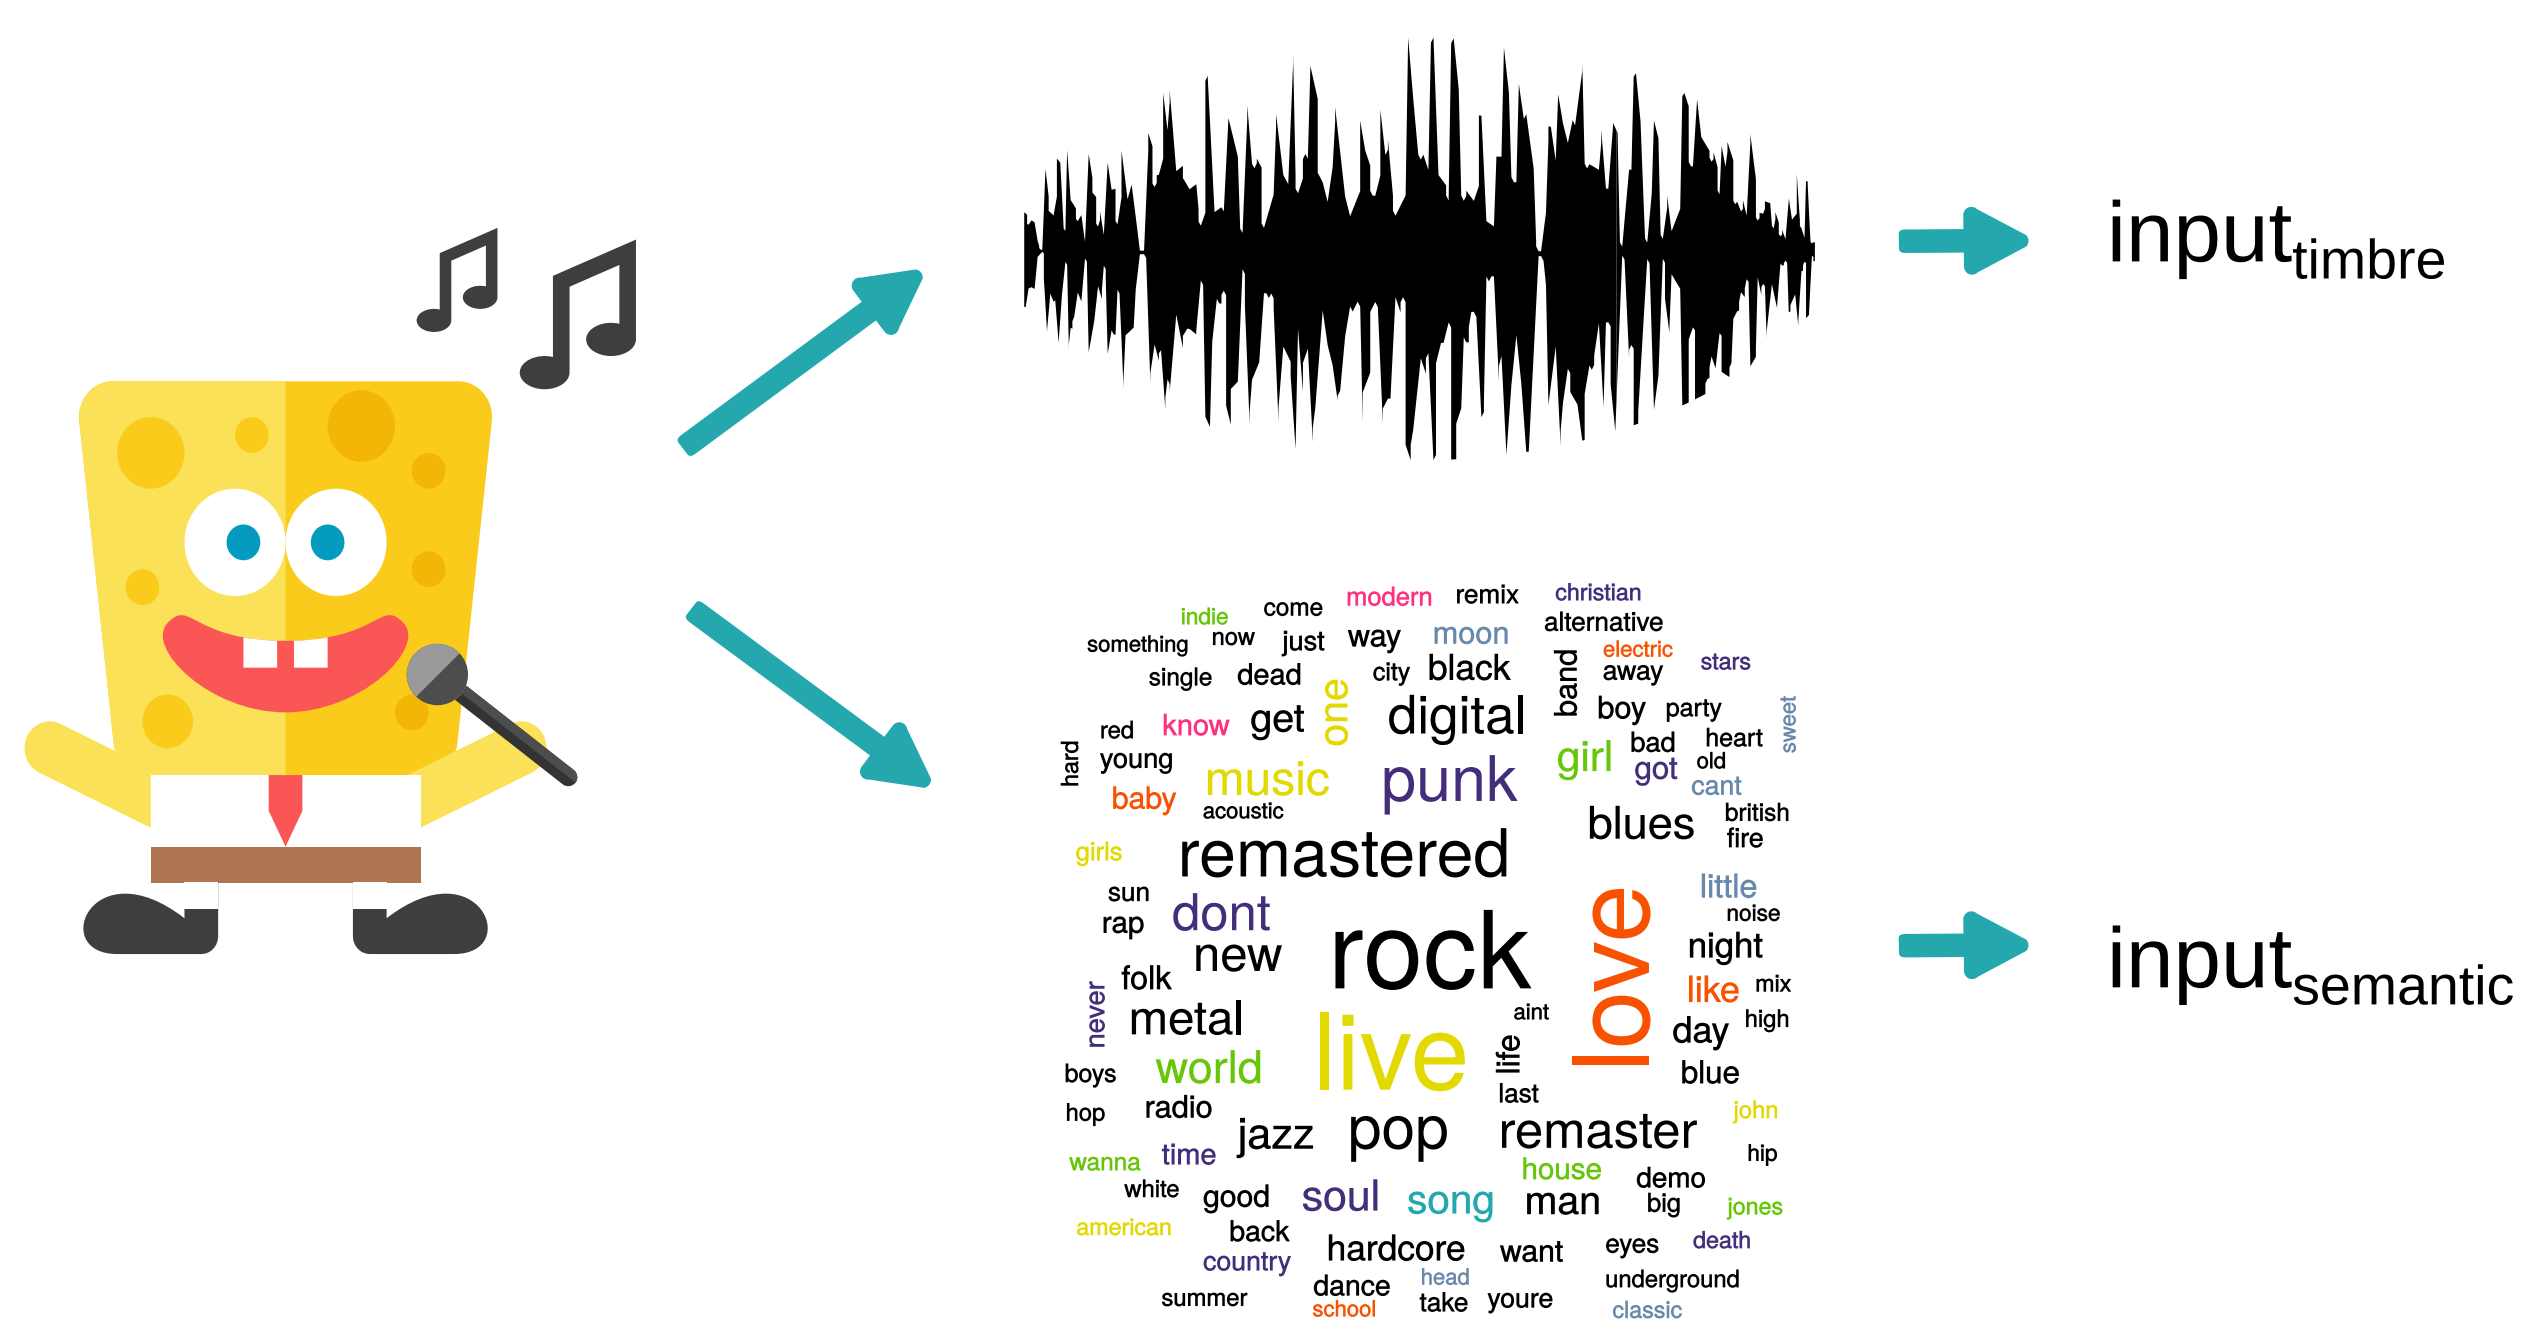 input timbre
modern remix christian
indie come alternative
something now just way moon electric
single dead city black band away stars
one digital boy party sweet
red know get bad heart
hard young music punk girl got old
baby acoustic cant
blues british
fire
girls remastered
sun little
rap dont noise
new rock love night
folk like mix
never metal aint day high
world live life
boys last blue
hop radio john
jazz pop remaster
wanna time house hip
white good soul song man demo
big jones
american back
country hardcore want eyes death
dance head underground
summer school take youre classic
input semantic